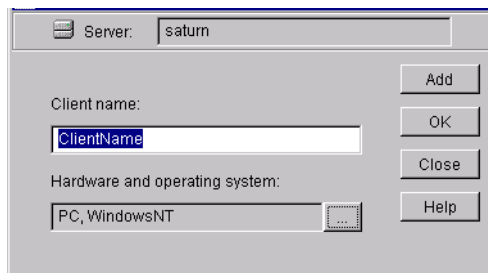 Server: saturn
Add
Client name:
OK
ClientName
Close
Hardware and operating system:
PC, WindowsNT ...
Help